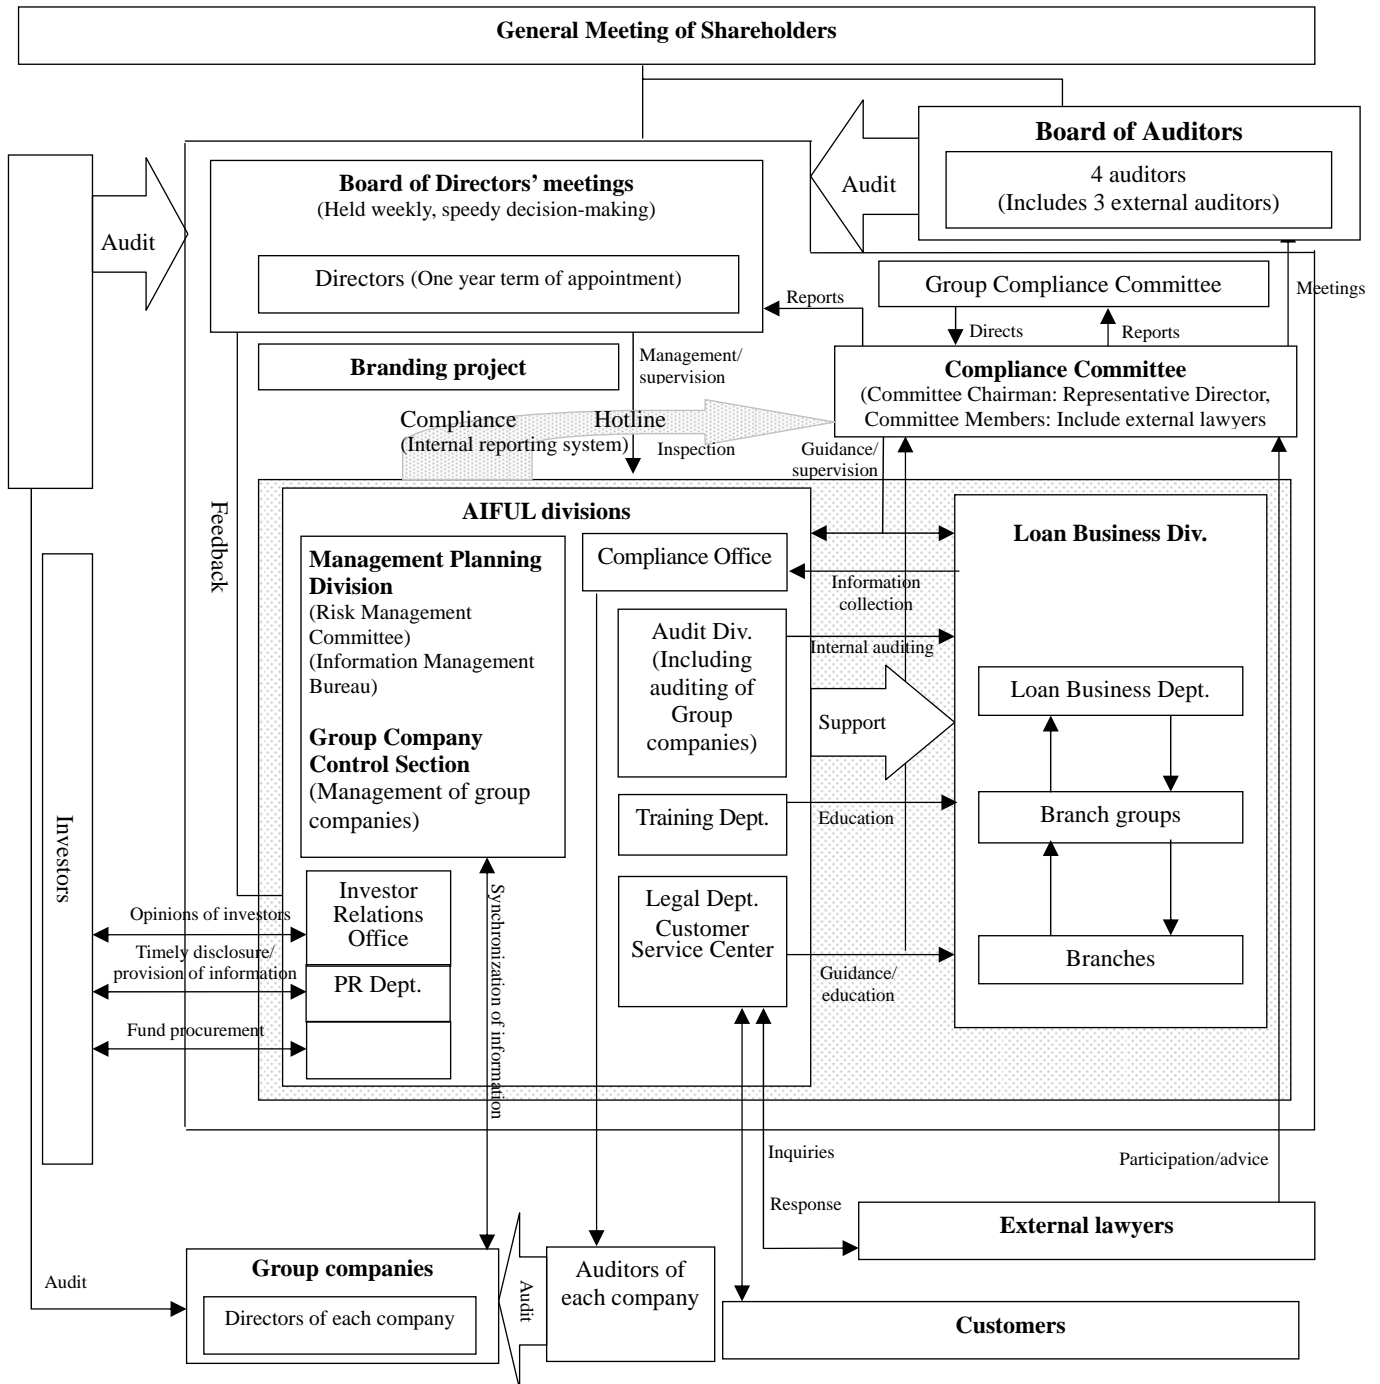 General Meeting of Shareholders
Board of Auditors
4 auditors
(Includes 3 external auditors)
Audit
Audit
Board of Directors’ meetings
(Held weekly, speedy decision-making)
Directors (One year term of appointment)
Reports
Group Compliance Committee
Meetings
Directs
Reports
Branding project
Management/
supervision
Compliance Committee
(Committee Chairman: Representative Director,
Committee Members: Include external lawyers
Compliance Hotline
(Internal reporting system)
Inspection
Guidance/
supervision
Feedback
AIFUL divisions
Management Planning
Division
(Risk Management
Committee)
(Information Management
Bureau)
Group Company
Control Section
(Management of group
companies)
Compliance Office
Information
collection
Audit Div.
(Including
auditing of
Group
companies)
Internal auditing
Support
Training Dept.
Education
Legal Dept.
Customer
Service Center
Guidance/
education
Loan Business Div.
Loan Business Dept.
Branch groups
Branches
Investors
Investor
Relations
Office
PR Dept.
Opinions of investors
Timely disclosure/
provision of information
Fund procurement
Synchronization of information
Inquiries
Response
Participation/advice
External lawyers
Audit
Group companies
Directors of each company
Audit
Auditors of
each company
Customers